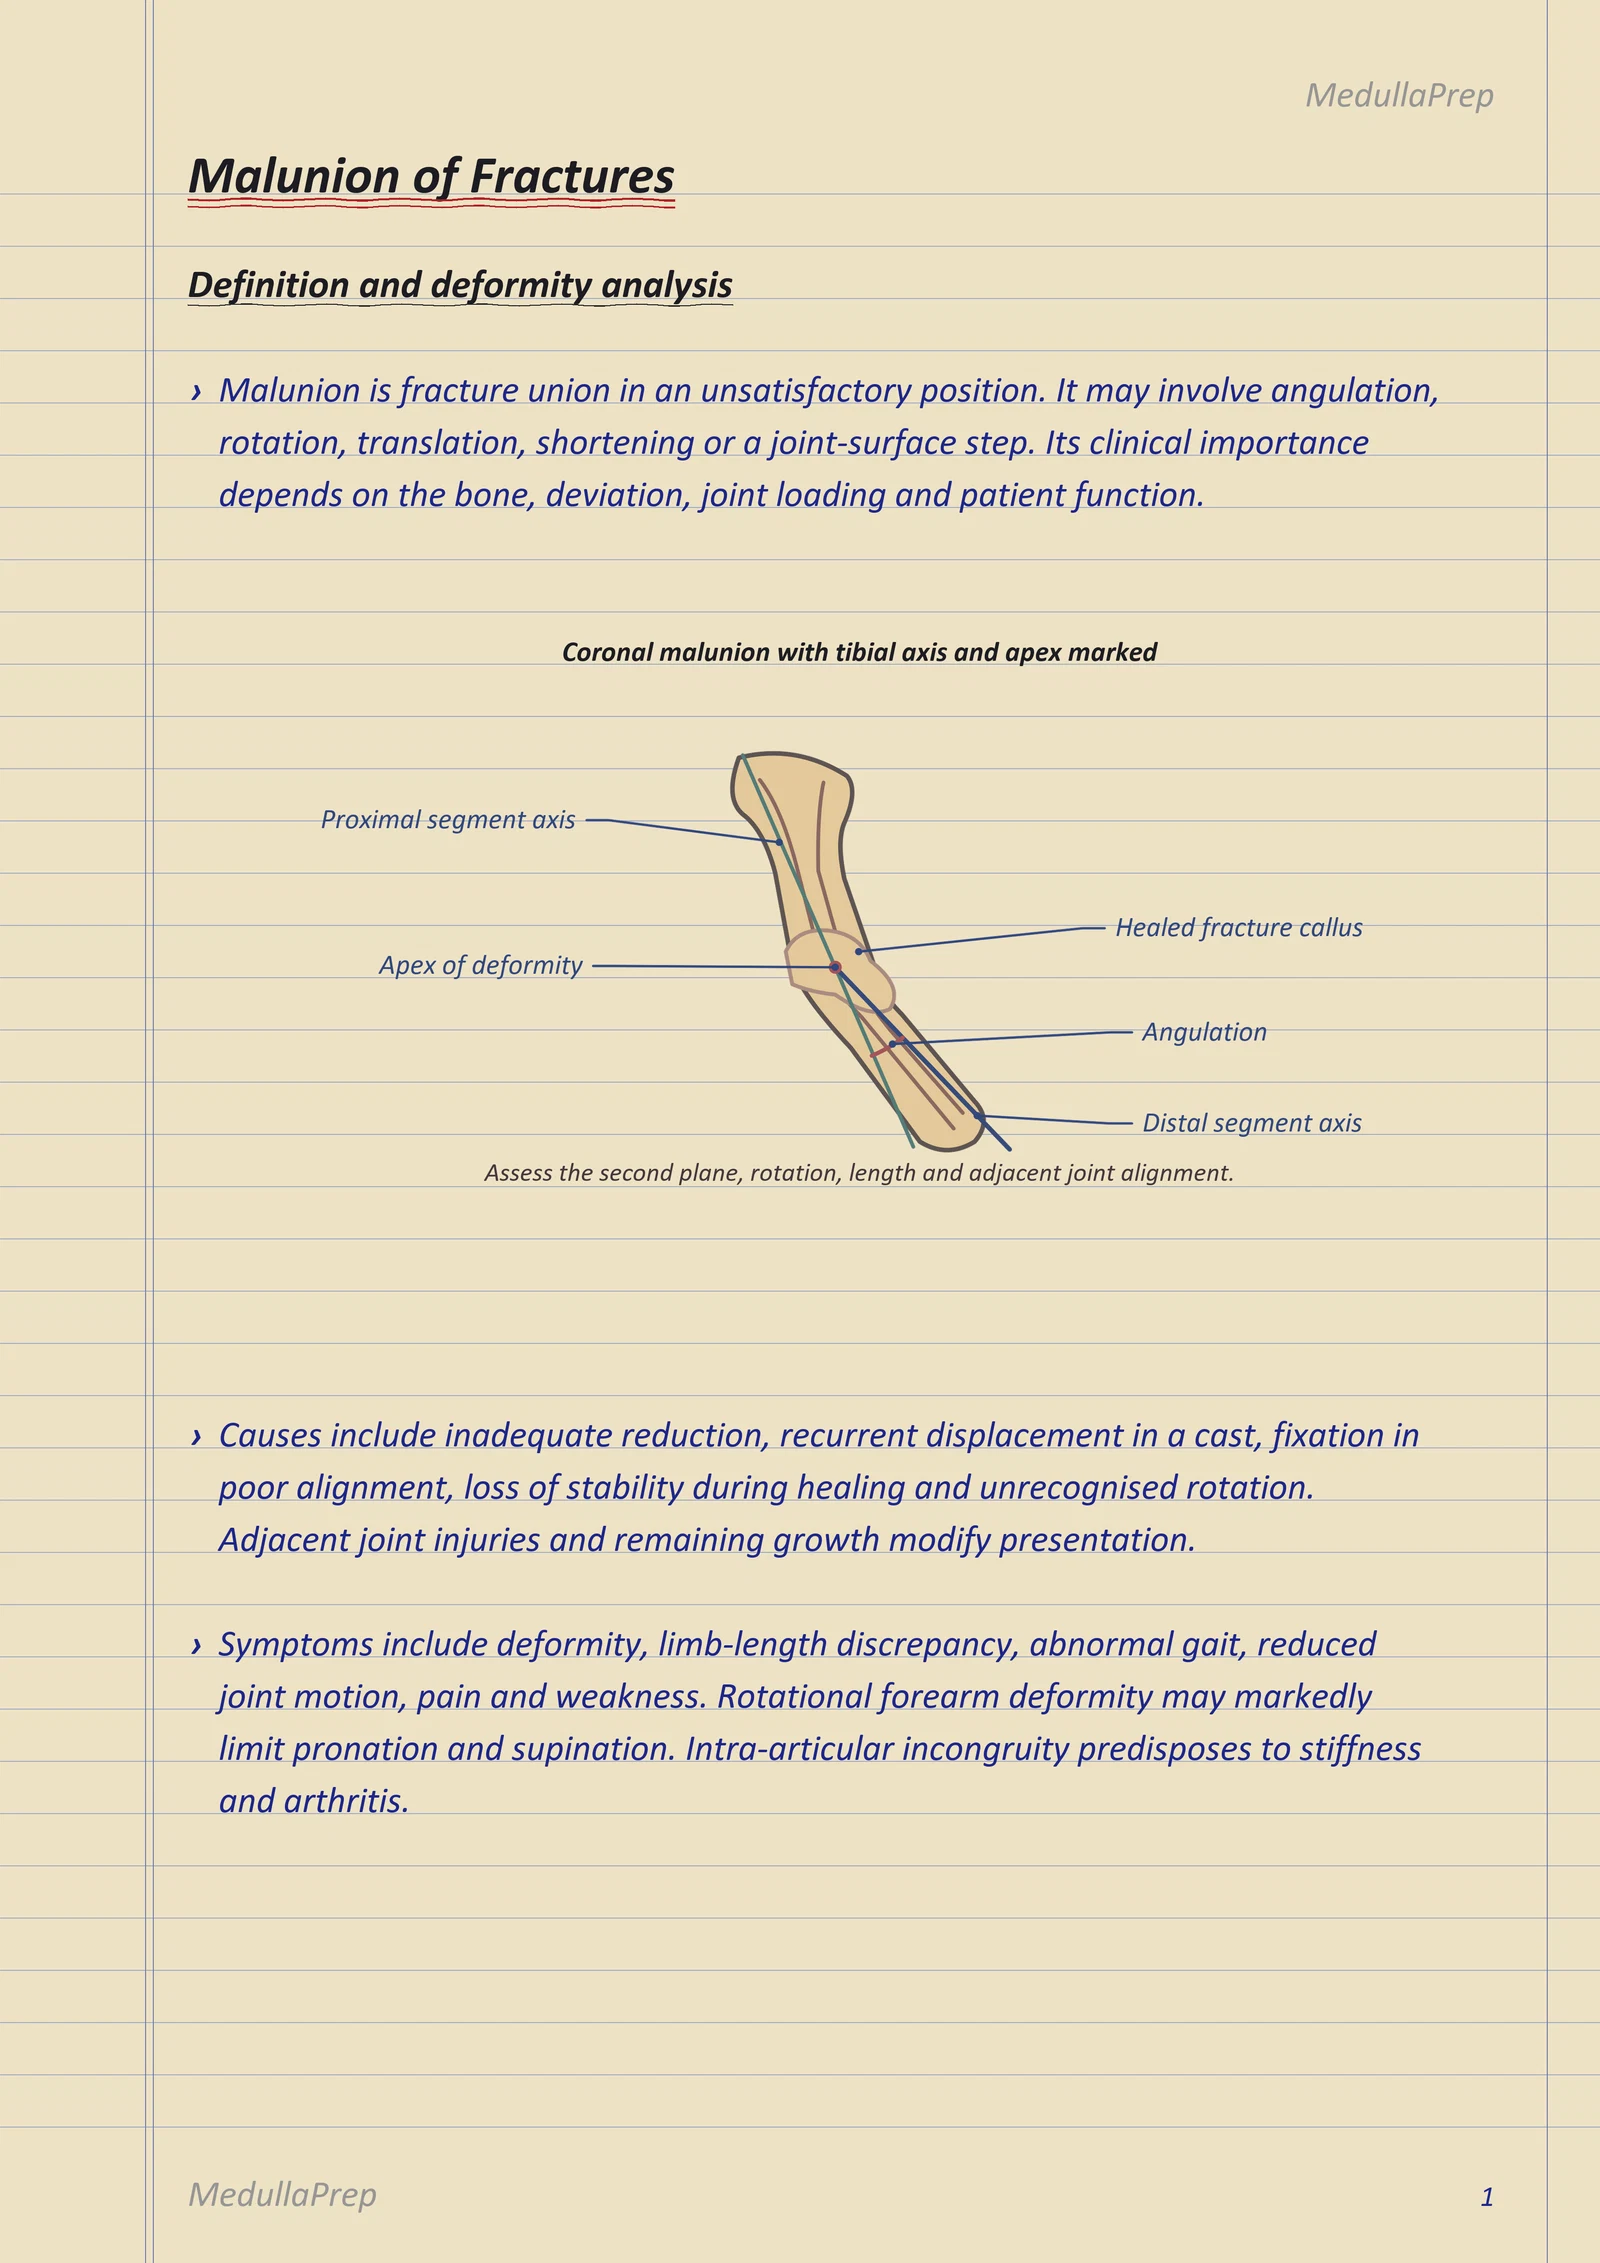 MedullaPrep
Malunion of Fractures
Definition and deformity analysis
› Malunion is fracture union in an unsatisfactory position. It may involve angulation,
rotation, translation, shortening or a joint-surface step. Its clinical importance
depends on the bone, deviation, joint loading and patient function.
Coronal malunion with tibial axis and apex marked
Proximal segment axis
Healed fracture callus
Apex of deformity
Angulation
Distal segment axis
Assess the second plane, rotation, length and adjacent joint alignment.
› Causes include inadequate reduction, recurrent displacement in a cast, fixation in
poor alignment, loss of stability during healing and unrecognised rotation.
Adjacent joint injuries and remaining growth modify presentation.
› Symptoms include deformity, limb-length discrepancy, abnormal gait, reduced
joint motion, pain and weakness. Rotational forearm deformity may markedly
limit pronation and supination. Intra-articular incongruity predisposes to stiffness
and arthritis.
MedullaPrep
1